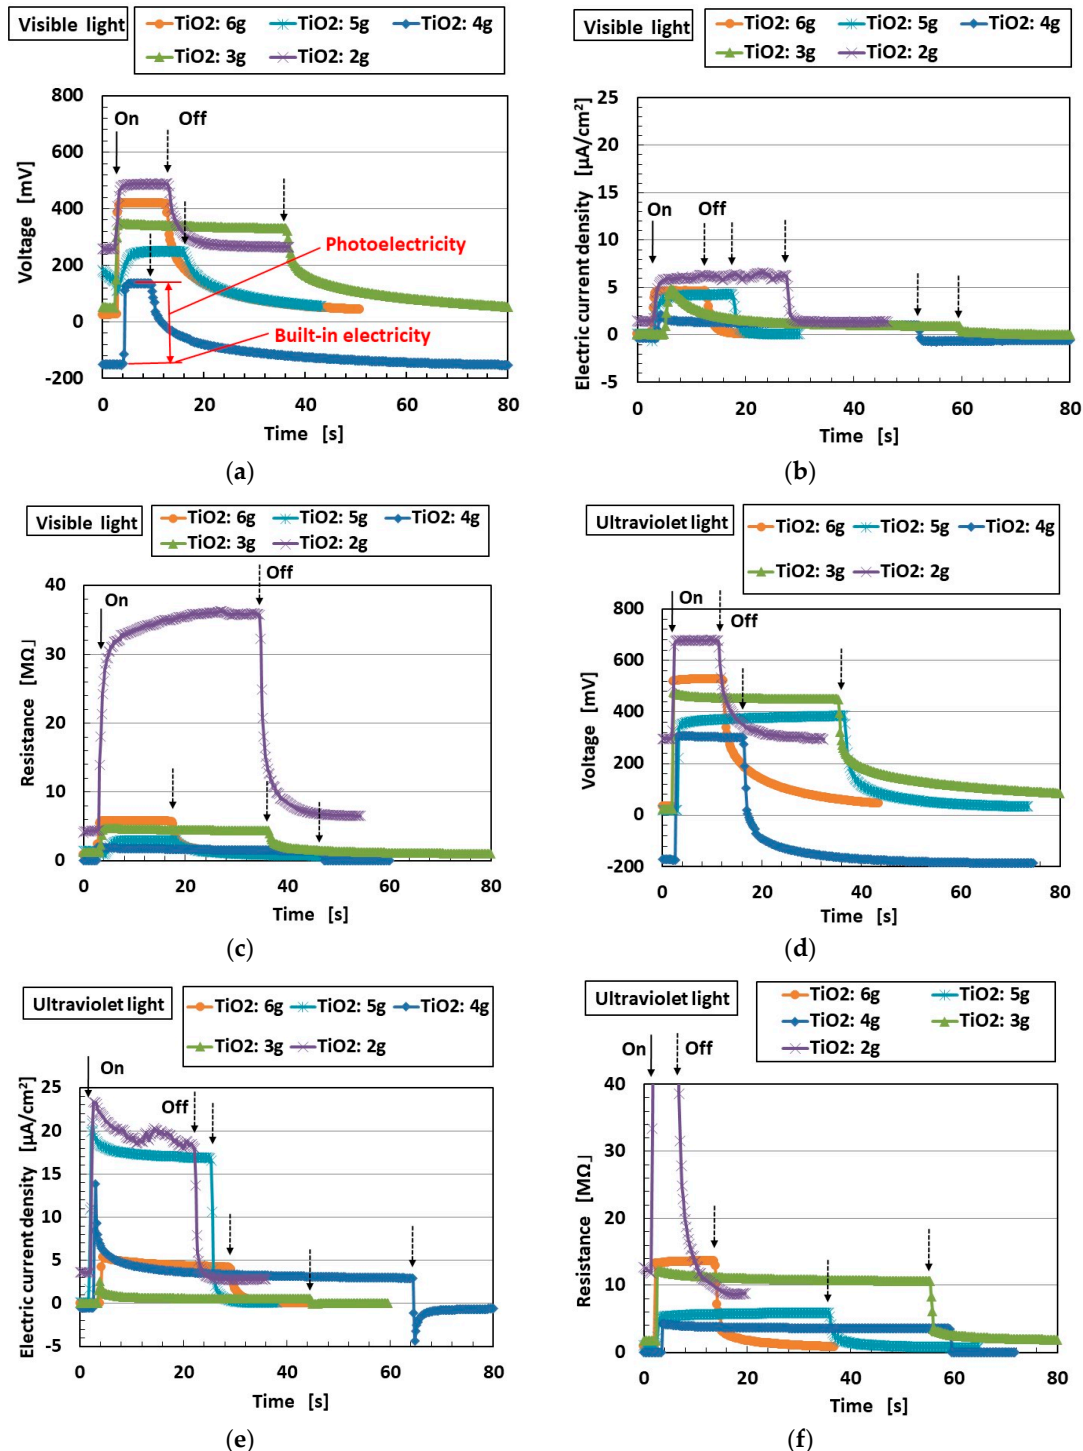 Visible light
TiO2: 6g TiO2: 5g TiO2: 4g
TiO2: 3g TiO2: 2g
800
600
400
200
0
-200
Voltage [mV]
On
Off
Photoelectricity
Built-in electricity
0 20 40 60 80
Time [s]
(a)
Visible light
TiO2: 6g TiO2: 5g TiO2: 4g
TiO2: 3g TiO2: 2g
25
20
15
10
5
0
-5
Electric current density [µA/cm2]
On Off
0 20 40 60 80
Time [s]
(b)
Visible light
TiO2: 6g TiO2: 5g TiO2: 4g
TiO2: 3g TiO2: 2g
40
30
20
10
0
Resistance [MΩ]
On
Off
0 20 40 60 80
Time [s]
(c)
Ultraviolet light
TiO2: 6g TiO2: 5g TiO2: 4g
TiO2: 3g TiO2: 2g
800
600
400
200
0
-200
Voltage [mV]
On
Off
0 20 40 60 80
Time [s]
(d)
Ultraviolet light
TiO2: 6g TiO2: 5g TiO2: 4g
TiO2: 3g TiO2: 2g
25
20
15
10
5
0
-5
Electric current density [µA/cm2]
On
Off
0 20 40 60 80
Time [s]
(e)
Ultraviolet light
TiO2: 6g TiO2: 5g
TiO2: 4g TiO2: 3g
TiO2: 2g
40
30
20
10
0
Resistance [MΩ]
On Off
0 20 40 60 80
Time [s]
(f)